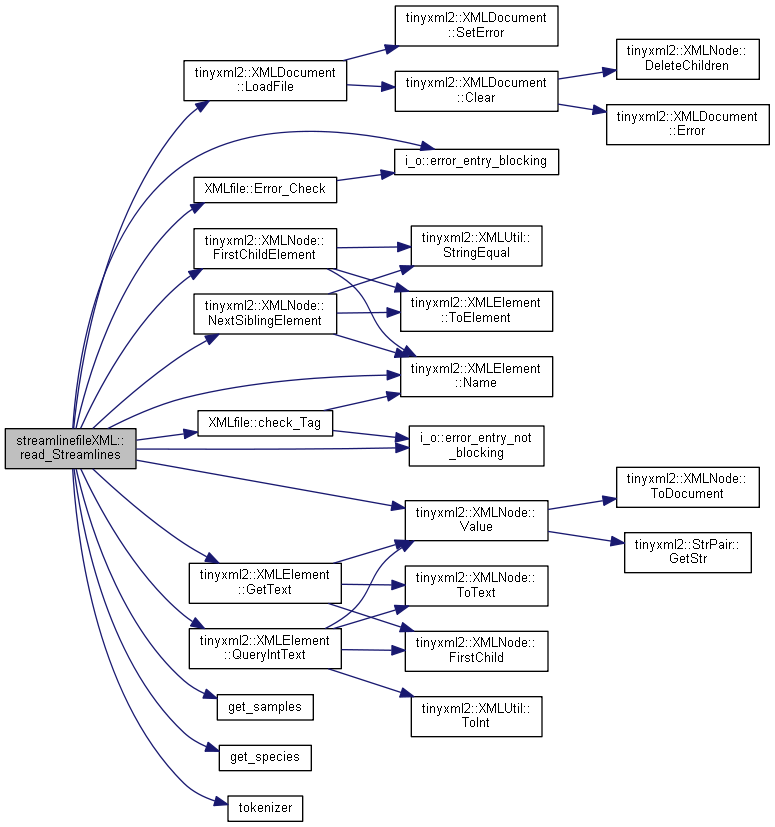 streamlinefileXML::
read_Streamlines
tinyxml2::XMLDocument
::LoadFile
tinyxml2::XMLDocument
::SetError
tinyxml2::XMLDocument
::Clear
tinyxml2::XMLNode::
DeleteChildren
tinyxml2::XMLDocument
::Error
i_o::error_entry_blocking
XMLfile::Error_Check
tinyxml2::XMLNode::
FirstChildElement
tinyxml2::XMLUtil::
StringEqual
tinyxml2::XMLNode::
NextSiblingElement
tinyxml2::XMLElement
::ToElement
tinyxml2::XMLElement
::Name
XMLfile::check_Tag
i_o::error_entry_not
_blocking
tinyxml2::XMLNode::
Value
tinyxml2::XMLNode::
ToDocument
tinyxml2::StrPair::
GetStr
tinyxml2::XMLElement
::GetText
tinyxml2::XMLNode::
ToText
tinyxml2::XMLElement
::QueryIntText
tinyxml2::XMLNode::
FirstChild
tinyxml2::XMLUtil::
ToInt
get_samples
get_species
tokenizer